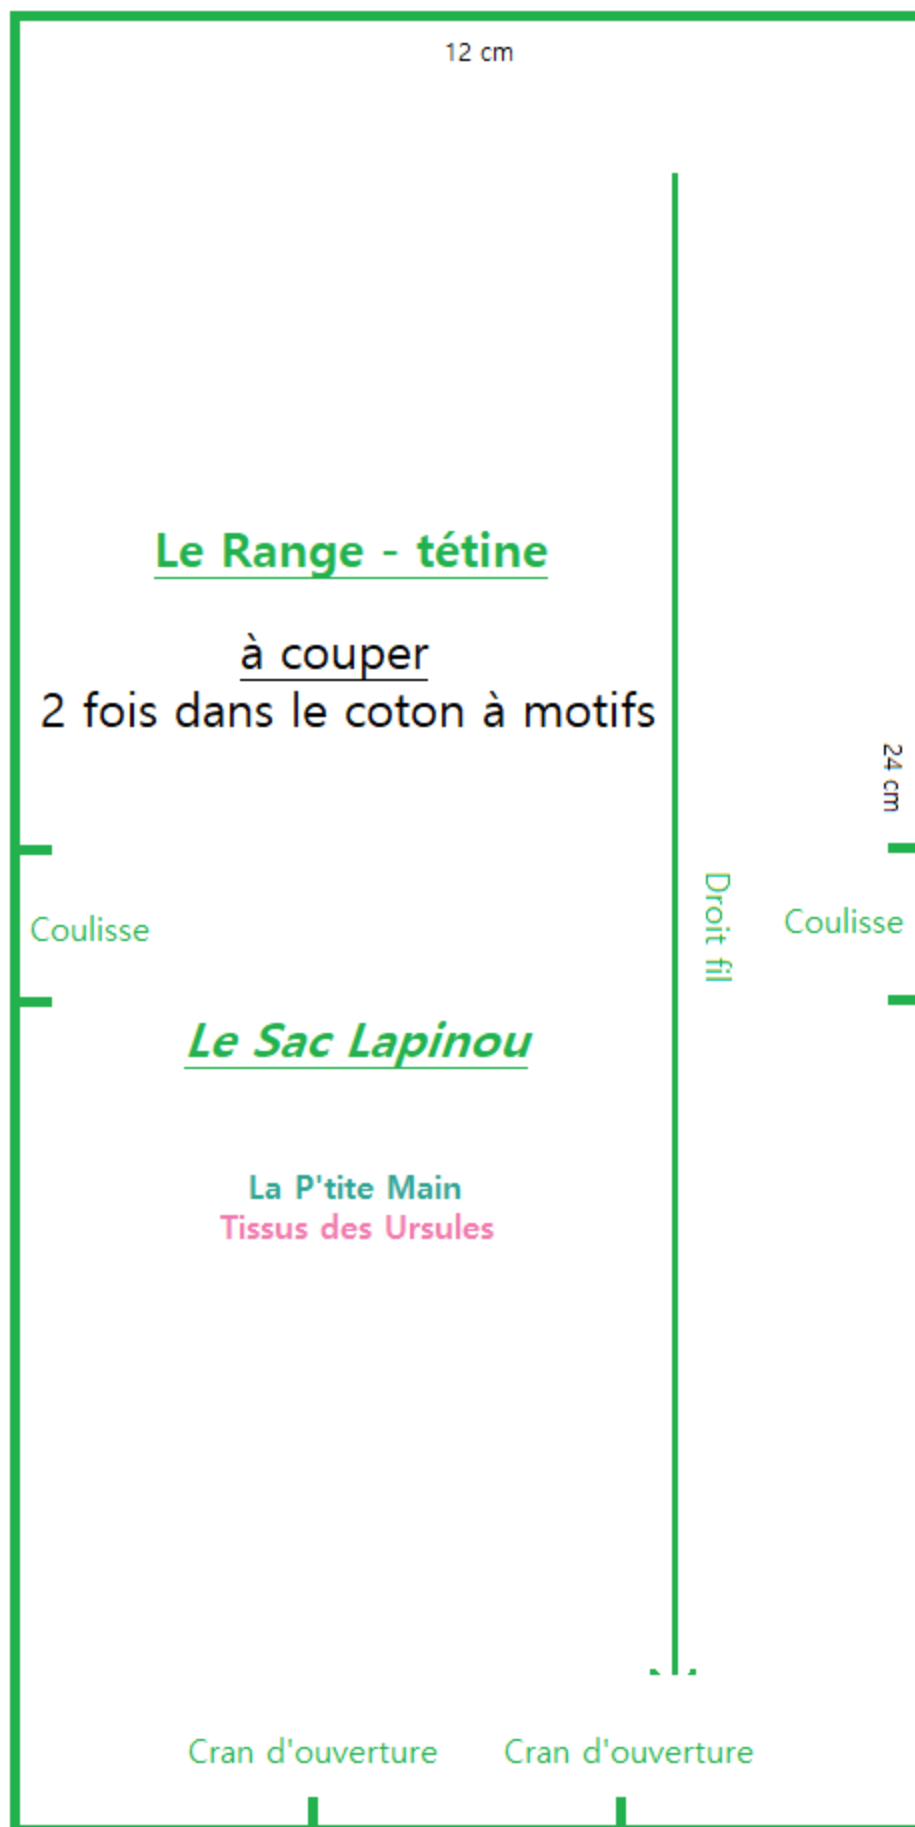 12 cm
Le Range - tétine
à couper
2 fois dans le coton à motifs
24 cm
Droit fil
Coulisse
Coulisse
Le Sac Lapinou
La P'tite Main
Tissus des Ursules
Cran d'ouverture
Cran d'ouverture